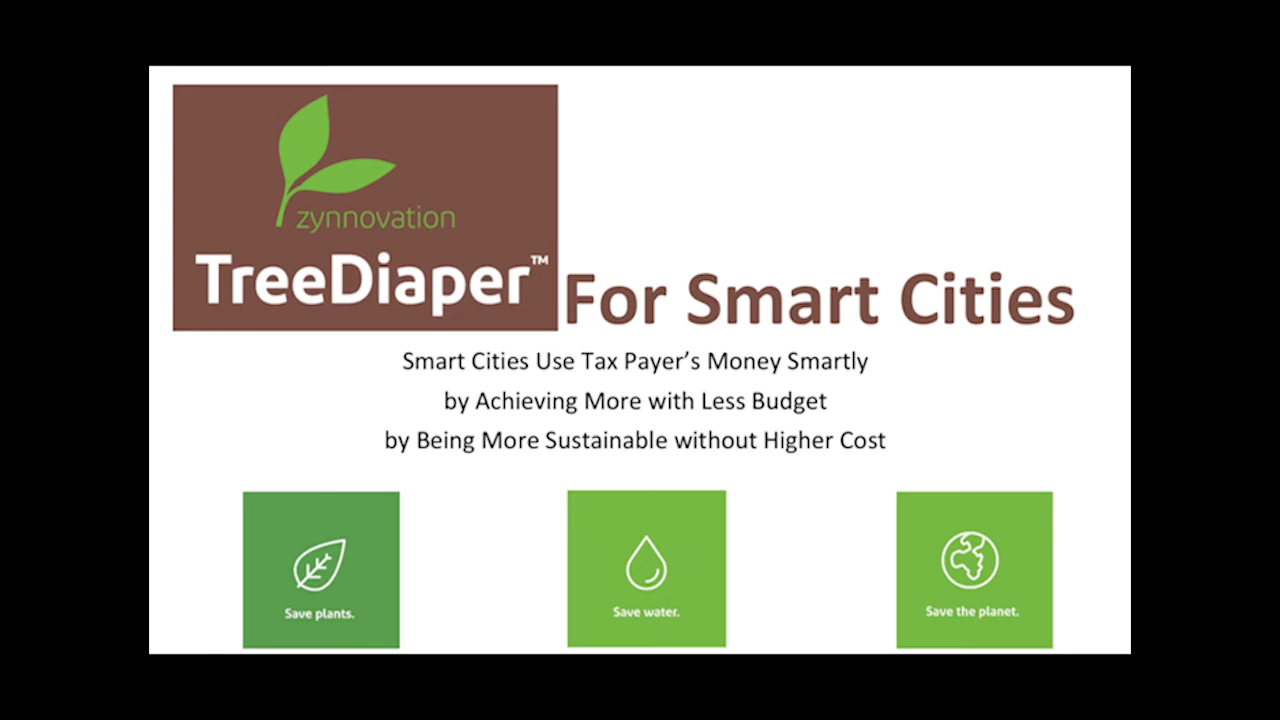 zynnovation
TreeDiaper™ For Smart Cities
Smart Cities Use Tax Payer’s Money Smartly
by Achieving More with Less Budget
by Being More Sustainable without Higher Cost
Save plants. Save water. Save the planet.